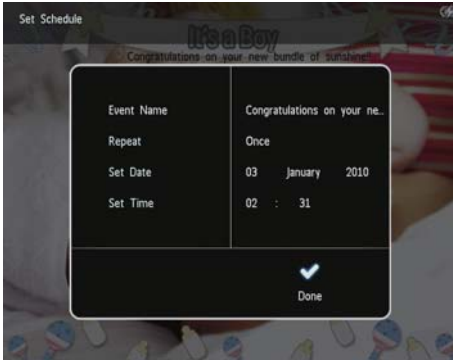 Set Schedule
It's a Boy
Congratulations on your new bundle of sunshine!!
Event Name Congratulations on your ne..
Repeat Once
Set Date 03 January 2010
Set Time 02 : 31
Done